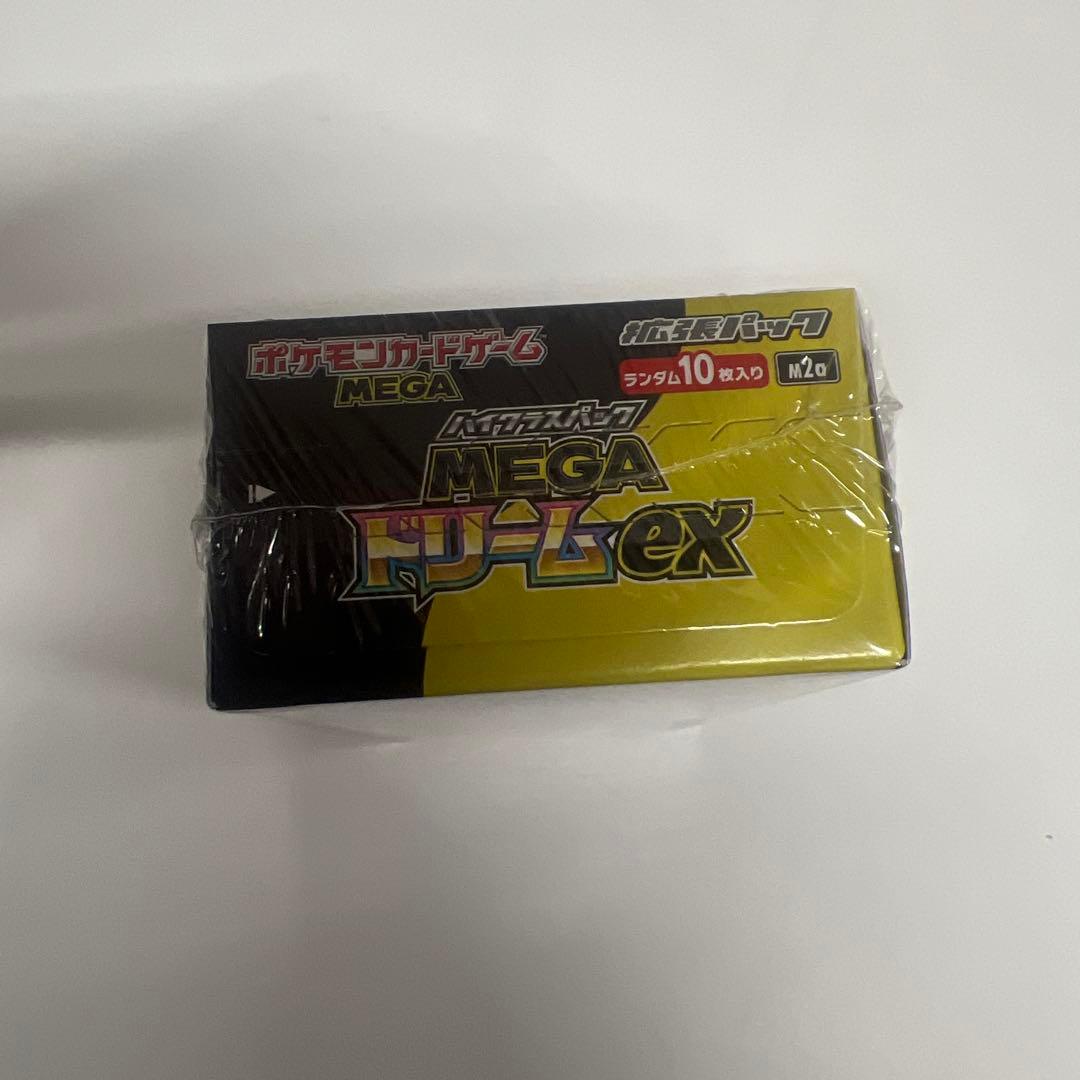 ポケモンカードゲーム
MEGA
拡張パック
ランダム10枚入り
M2a
ハイクラスパック
MEGA
ドリームex